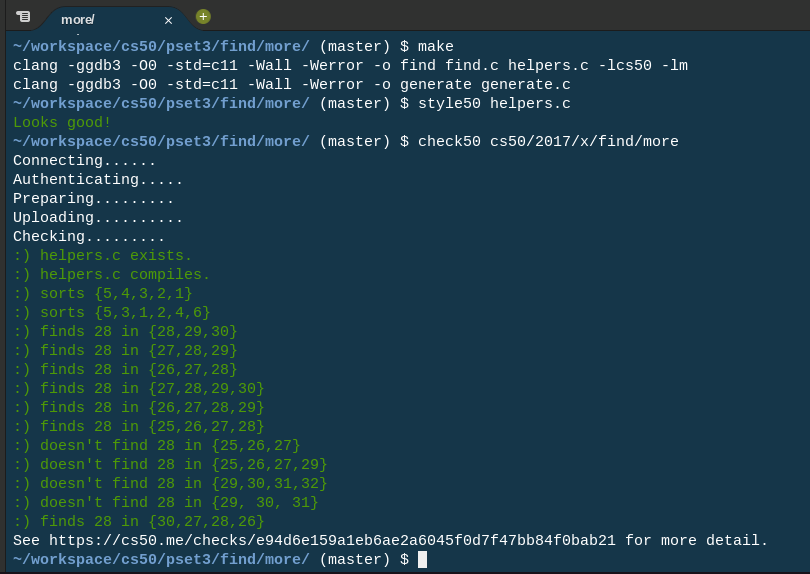 more/
~/workspace/cs50/pset3/find/more/ (master) $ make
clang -ggdb3 -O0 -std=c11 -Wall -Werror -o find find.c helpers.c -lcs50 -lm
clang -ggdb3 -O0 -std=c11 -Wall -Werror -o generate generate.c
~/workspace/cs50/pset3/find/more/ (master) $ style50 helpers.c
Looks good!
~/workspace/cs50/pset3/find/more/ (master) $ check50 cs50/2017/x/find/more
Connecting......
Authenticating.....
Preparing.........
Uploading..........
Checking.........
:) helpers.c exists.
:) helpers.c compiles.
:) sorts {5,4,3,2,1}
:) sorts {5,3,1,2,4,6}
:) finds 28 in {28,29,30}
:) finds 28 in {27,28,29}
:) finds 28 in {26,27,28}
:) finds 28 in {27,28,29,30}
:) finds 28 in {26,27,28,29}
:) finds 28 in {25,26,27,28}
:) doesn't find 28 in {25,26,27}
:) doesn't find 28 in {25,26,27,29}
:) doesn't find 28 in {29,30,31,32}
:) doesn't find 28 in {29, 30, 31}
:) finds 28 in {30,27,28,26}
See https://cs50.me/checks/e94d6e159a1eb6ae2a6045f0d7f47bb84f0bab21 for more detail.
~/workspace/cs50/pset3/find/more/ (master) $